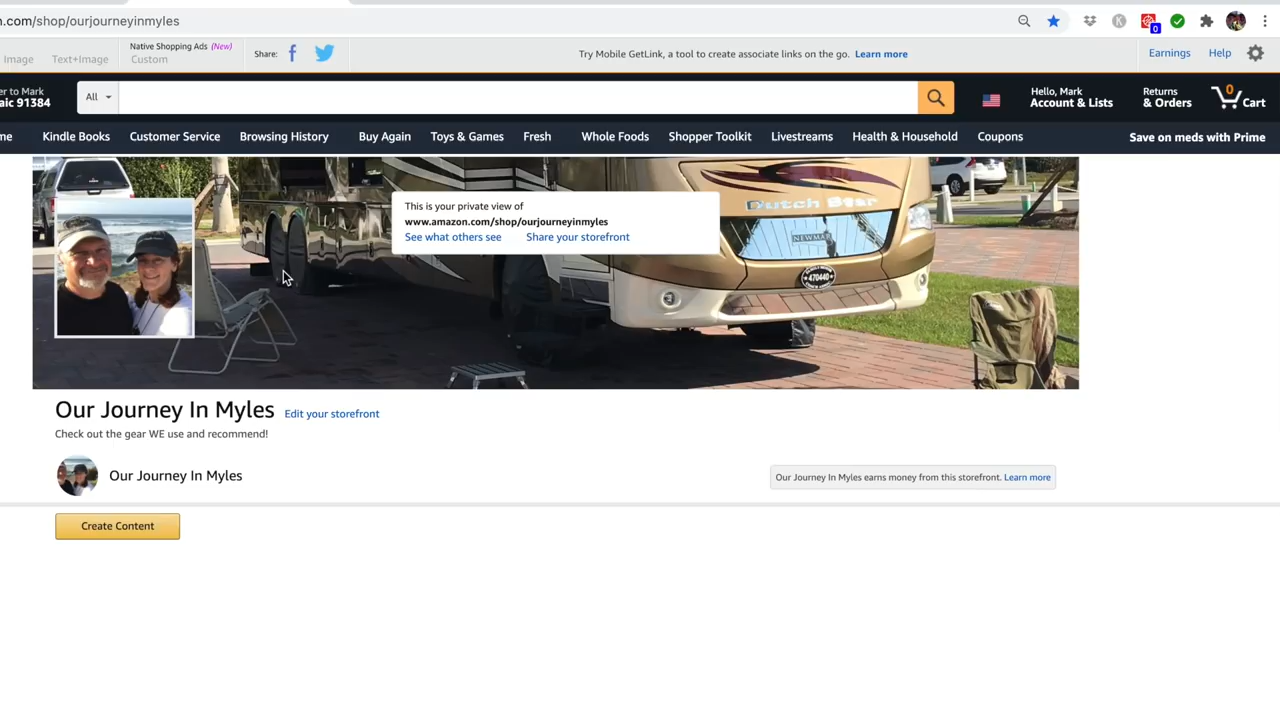 n.com/shop/ourjourneyinmyles
0
Image
Text+Image
Native Shopping Ads (New)
Custom
Share:
Try Mobile GetLink, a tool to create associate links on the go. Learn more
Earnings
Help
er to Mark
aic 91384
All
Hello, Mark
Account & Lists
Returns
& Orders
0
Cart
me
Kindle Books
Customer Service
Browsing History
Buy Again
Toys & Games
Fresh
Whole Foods
Shopper Toolkit
Livestreams
Health & Household
Coupons
Save on meds with Prime
This is your private view of
www.amazon.com/shop/ourjourneyinmyles
See what others see
Share your storefront
Dutch Star
NEWMAR
470440
Our Journey In Myles
Edit your storefront
Check out the gear WE use and recommend!
Our Journey In Myles
Our Journey In Myles earns money from this storefront. Learn more
Create Content